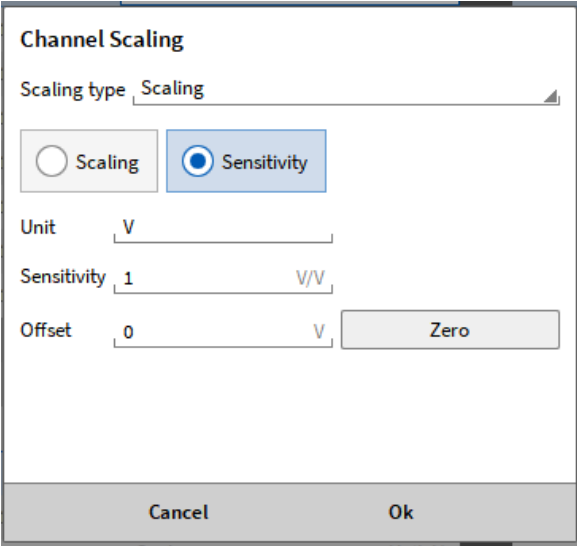 Channel Scaling
Scaling type Scaling
Scaling Sensitivity
Unit V
Sensitivity 1 V/V
Offset 0 V Zero
Cancel Ok